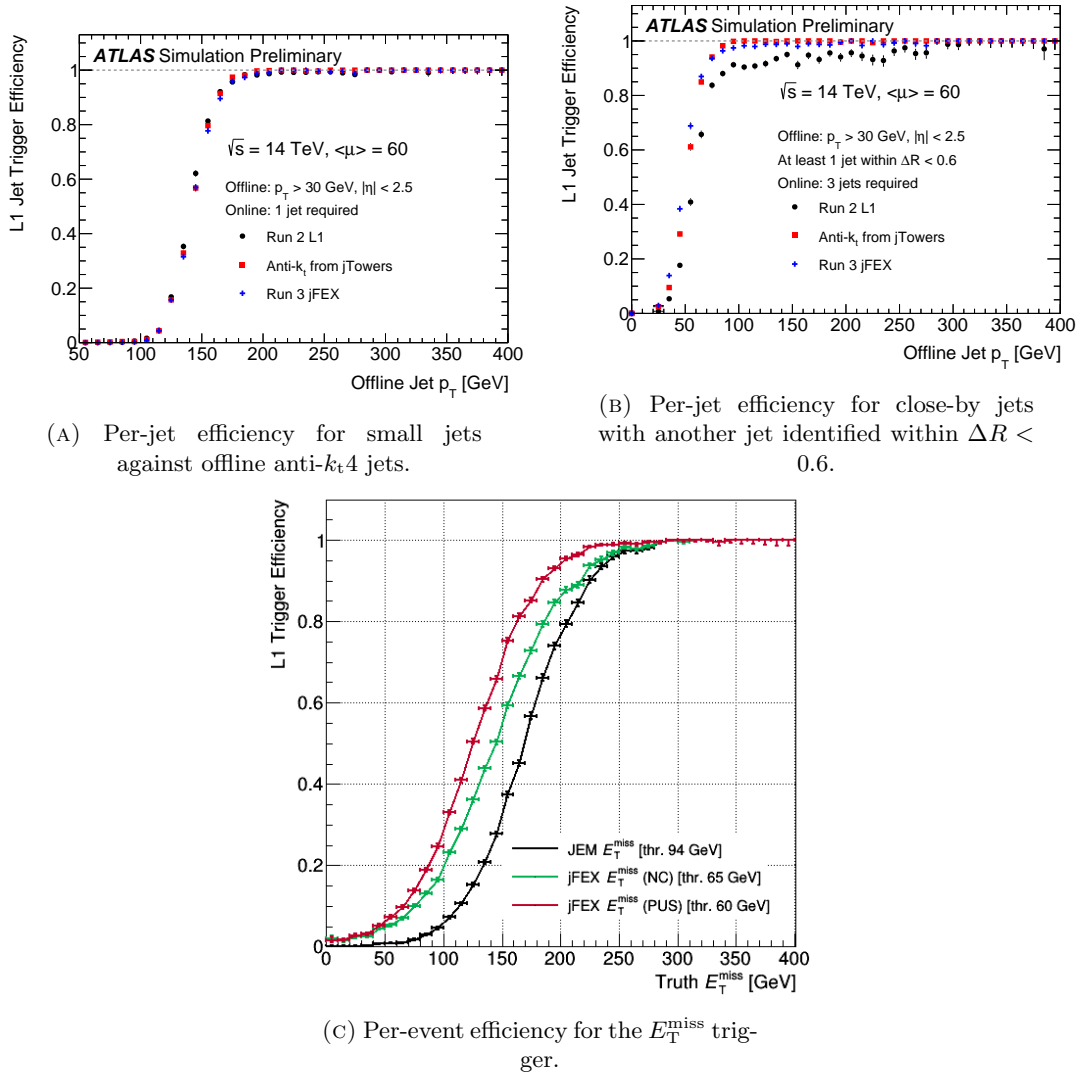 ATLAS Simulation Preliminary
L1 Jet Trigger Efficiency
1
0.8
0.6
0.4
0.2
0
√s = 14 TeV, <μ> = 60
Offline: p_T > 30 GeV, |η| < 2.5
Online: 1 jet required
Run 2 L1
Anti-k_t from jTowers
Run 3 jFEX
50 100 150 200 250 300 350 400
Offline Jet p_T [GeV]
(A) Per-jet efficiency for small jets
against offline anti-k_t4 jets.
ATLAS Simulation Preliminary
L1 Jet Trigger Efficiency
1
0.8
0.6
0.4
0.2
0
√s = 14 TeV, <μ> = 60
Offline: p_T > 30 GeV, |η| < 2.5
At least 1 jet within ΔR < 0.6
Online: 3 jets required
Run 2 L1
Anti-k_t from jTowers
Run 3 jFEX
0 50 100 150 200 250 300 350 400
Offline Jet p_T [GeV]
(B) Per-jet efficiency for close-by jets
with another jet identified within ΔR <
0.6.
L1 Trigger Efficiency
1
0.8
0.6
0.4
0.2
0
JEM E_T^miss [thr. 94 GeV]
jFEX E_T^miss (NC) [thr. 65 GeV]
jFEX E_T^miss (PUS) [thr. 60 GeV]
0 50 100 150 200 250 300 350 400
Truth E_T^miss [GeV]
(C) Per-event efficiency for the E_T^miss trig-
ger.